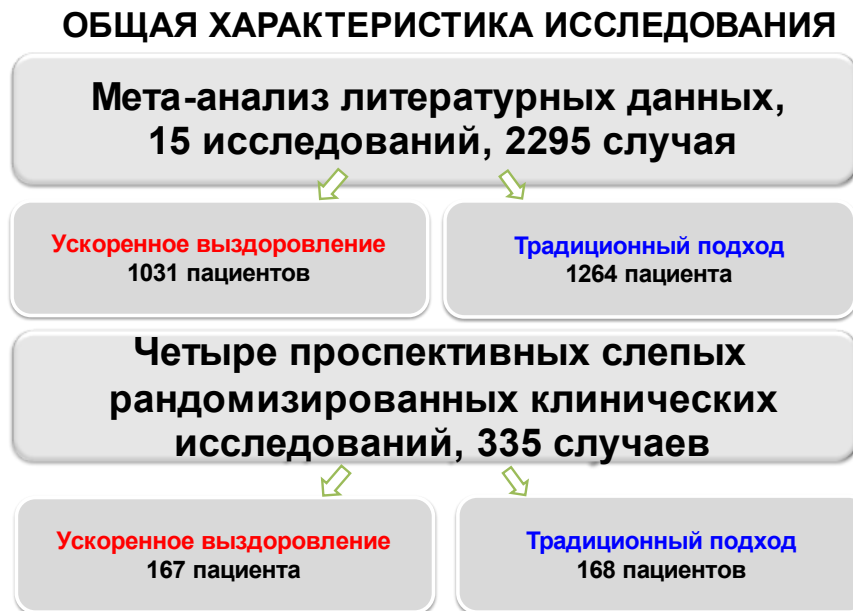 ОБЩАЯ ХАРАКТЕРИСТИКА ИССЛЕДОВАНИЯ
Мета-анализ литературных данных,
15 исследований, 2295 случая
Ускоренное выздоровление
1031 пациентов
Традиционный подход
1264 пациента
Четыре проспективных слепых
рандомизированных клинических
исследований, 335 случаев
Ускоренное выздоровление
167 пациента
Традиционный подход
168 пациентов